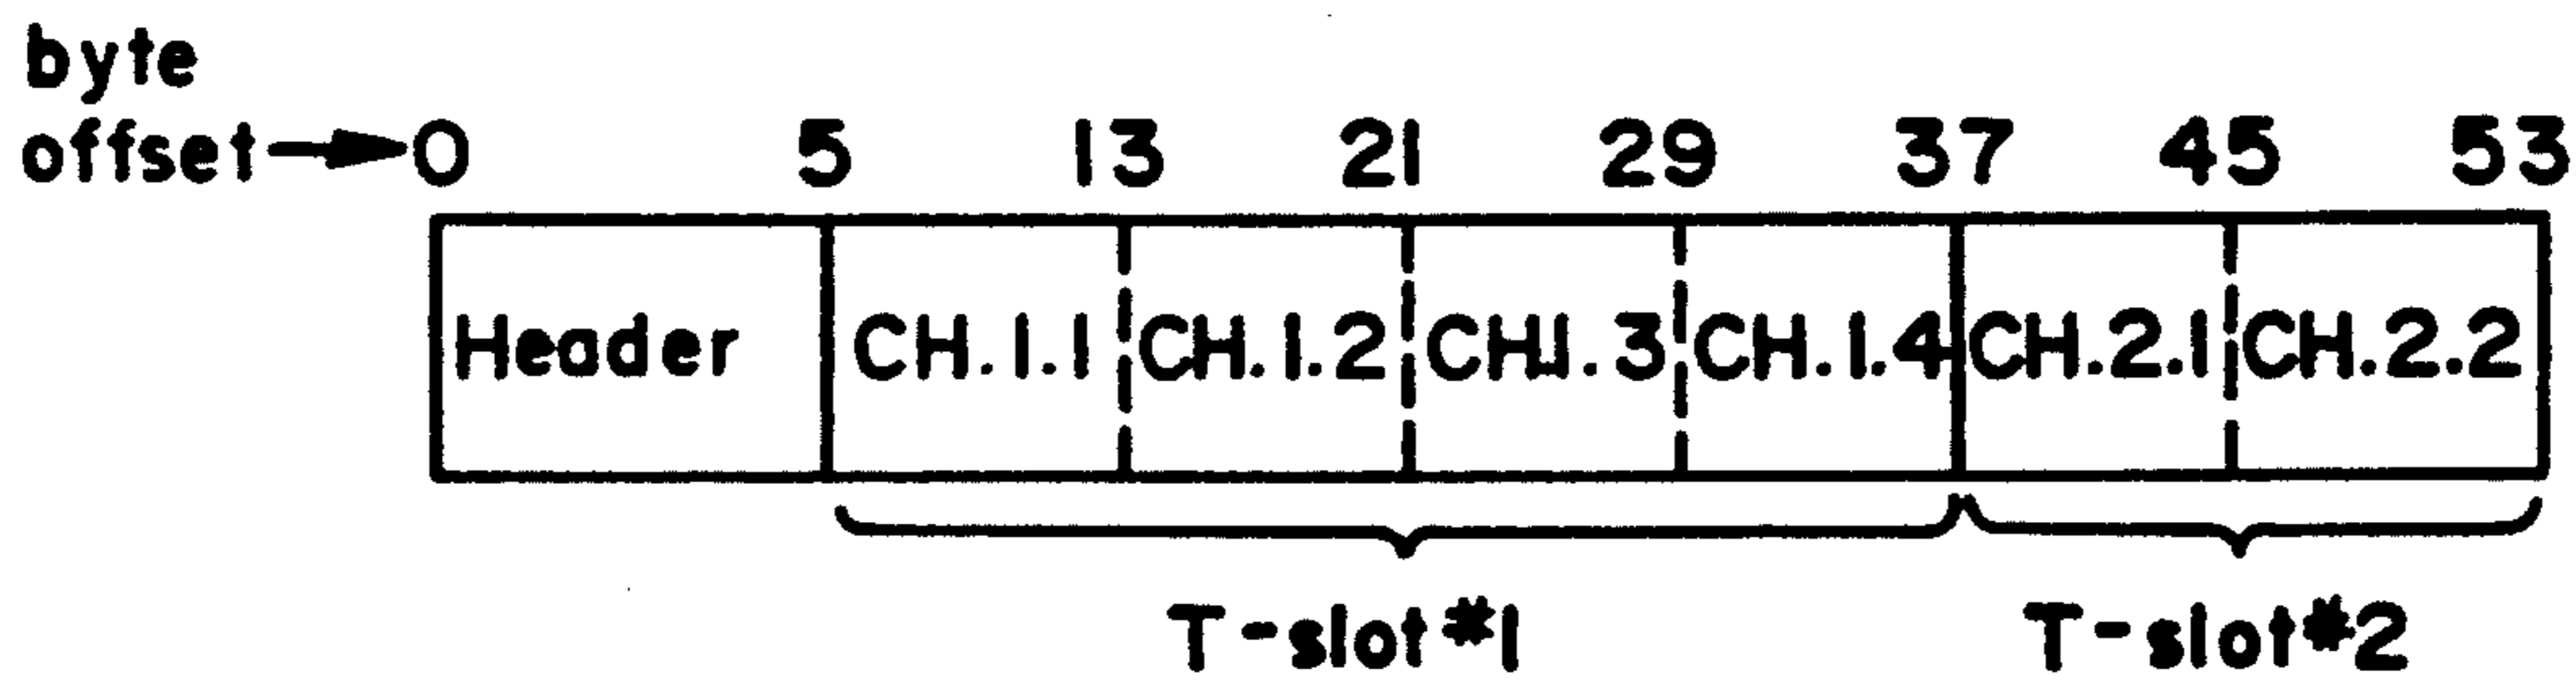 byte
offset 0 5 13 21 29 37 45 53
Header CH.1.1 CH.1.2 CH1.3 CH.1.4 CH.2.1 CH.2.2
T-slot#1 T-slot#2